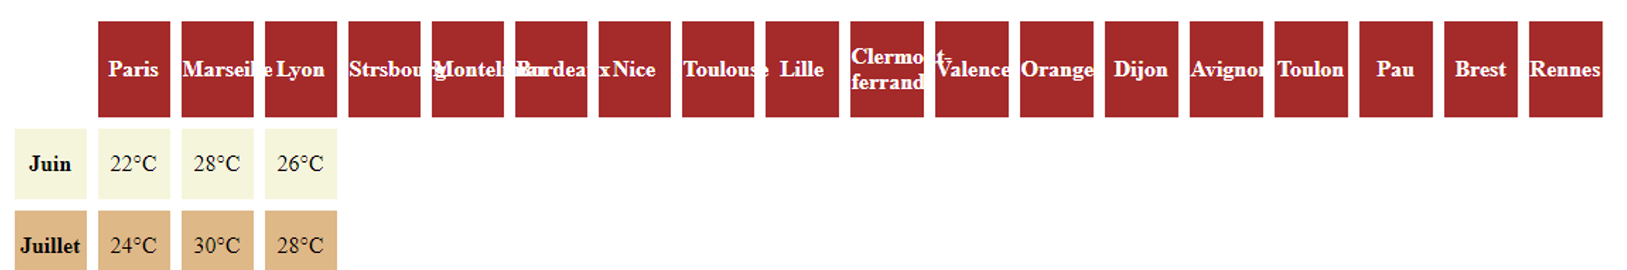 Paris Marseille Lyon Strsbourg Bordeaux Nice Toulouse Lille Clermont-
ferrand Valence Orange Dijon Avignon Toulon Pau Brest Rennes
Juin 22°C 28°C 26°C
Juillet 24°C 30°C 28°C